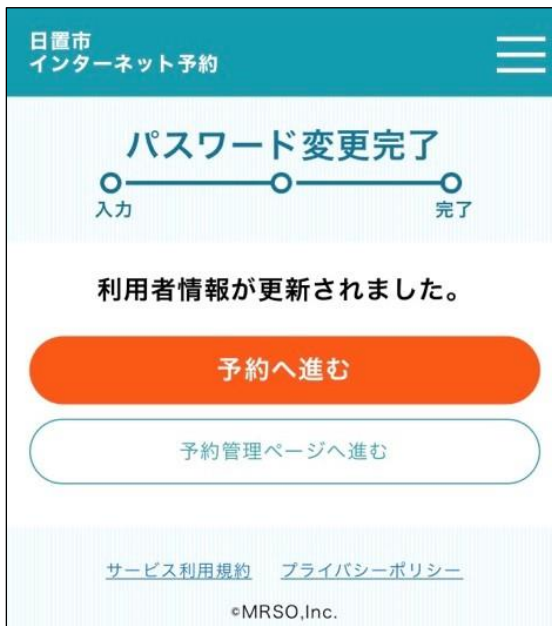 日置市
インターネット予約
パスワード変更完了
入力
完了
利用者情報が更新されました。
予約へ進む
予約管理ページへ進む
サービス利用規約 プライバシーポリシー
©MRSO,Inc.